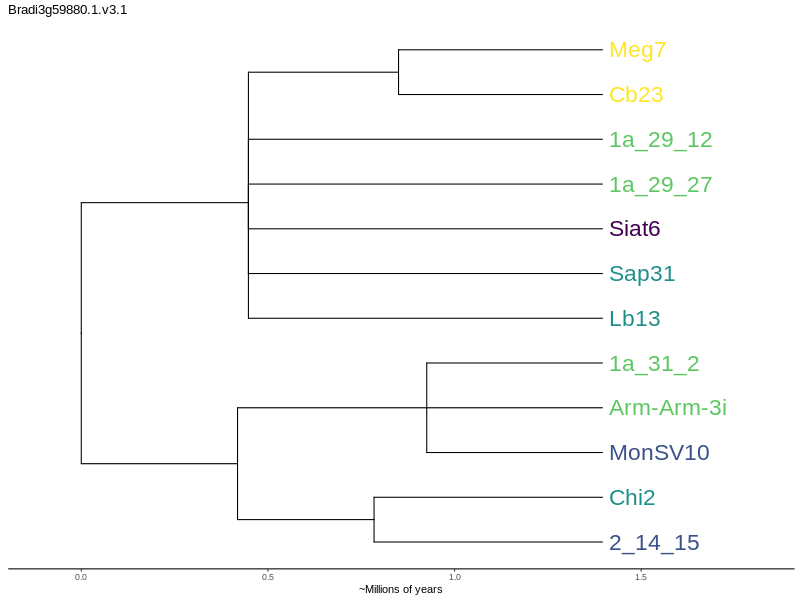 Bradi3g59880.1.v3.1
Meg7
Cb23
1a_29_12
1a_29_27
Siat6
Sap31
Lb13
1a_31_2
Arm-Arm-3i
MonSV10
Chi2
2_14_15
0.0 0.5 1.0 1.5
~Millions of years